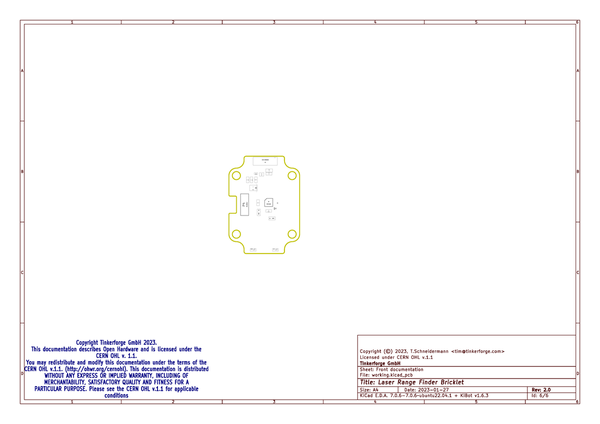 1 2 3 4 5 6
A A
B B
C C
Copyright Tinkerforge GmbH 2023.
This documentation describes Open Hardware and is licensed under the
CERN OHL v. 1.1.
You may redistribute and modify this documentation under the terms of the
CERN OHL v.1.1. (http://ohwr.org/cernohl). This documentation is distributed
WITHOUT ANY EXPRESS OR IMPLIED WARRANTY, INCLUDING OF
MERCHANTABILITY, SATISFACTORY QUALITY AND FITNESS FOR A
PARTICULAR PURPOSE. Please see the CERN OHL v.1.1 for applicable
conditions
Copyright (C) 2023, T.Schneidermann <tim@tinkerforge.com>
Licensed under CERN OHL v.1.1
Tinkerforge GmbH
Sheet: Front documentation
File: working.kicad_pcb
Title: Laser Range Finder Bricklet
Size: A4 Date: 2023-01-27 Rev: 2.0
KiCad E.D.A. 7.0.6-7.0.6~ubuntu22.04.1 + KiBot v1.6.3 Id: 6/6
D D
1 2 3 4 5 6